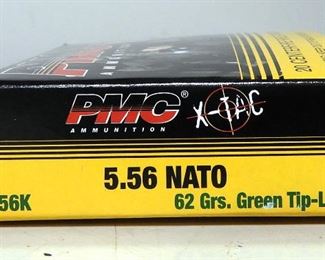 PMC® X-TAC
AMMUNITION
5.56 NATO
56K 62 Grs. Green Tip-L